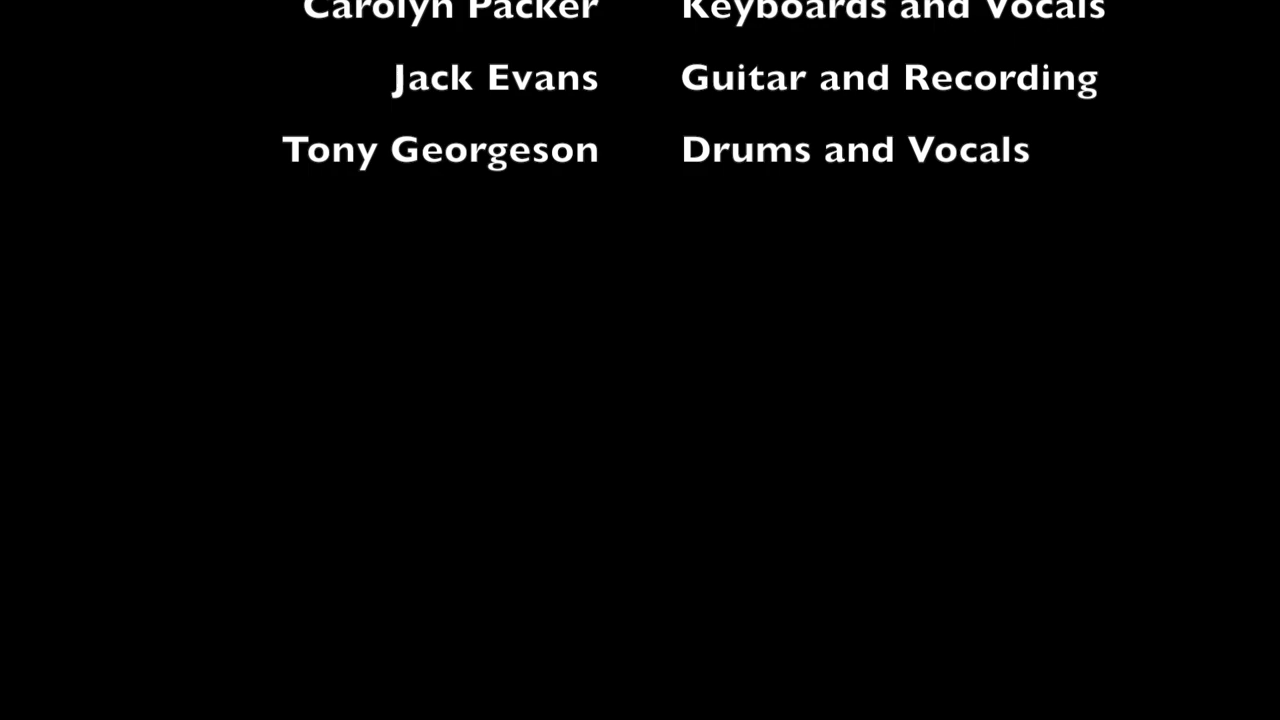 Carolyn Packer Keyboards and Vocals
Jack Evans Guitar and Recording
Tony Georgeson Drums and Vocals